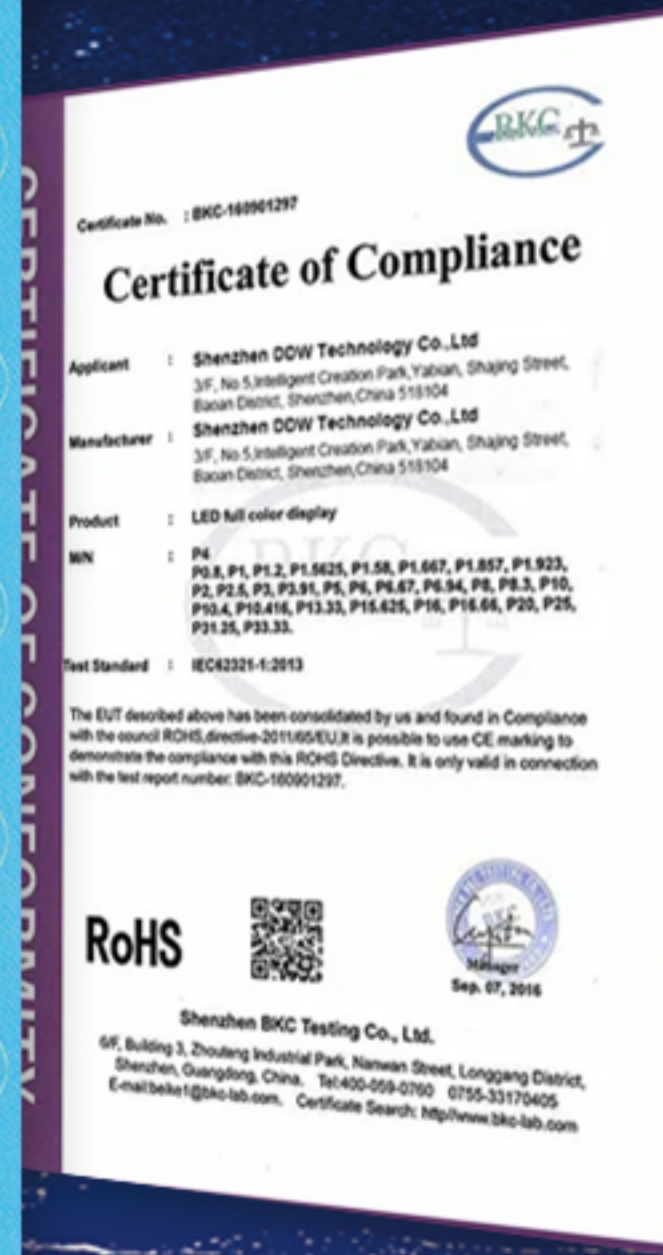 BKC
Certificate No. : BKC-160901297
Certificate of Compliance
Applicant : Shenzhen DDW Technology Co.,Ltd
3/F, No.5,Intelligent Creation Park,Yabian, Shajing Street,
Baoan District, Shenzhen,China 518104
Manufacturer : Shenzhen DDW Technology Co.,Ltd
3/F, No.5,Intelligent Creation Park,Yabian, Shajing Street,
Baoan District, Shenzhen,China 518104
Product : LED full color display
M/N : P4
P0.8, P1, P1.2, P1.5625, P1.58, P1.667, P1.857, P1.923,
P2, P2.5, P3, P3.91, P5, P6, P6.67, P6.94, P8, P8.3, P10,
P10.4, P10.416, P13.33, P15.625, P16, P16.66, P20, P25,
P31.25, P33.33.
Test Standard : IEC62321-1:2013
The EUT described above has been consolidated by us and found in Compliance
with the council ROHS,directive-2011/65/EU.It is possible to use CE marking to
demonstrate the compliance with this ROHS Directive. It is only valid in connection
with the test report number: BKC-160901297.
RoHS
Manager
Sep. 07, 2016
Shenzhen BKC Testing Co., Ltd.
6/F, Building 3, Zhoutang Industrial Park, Nanwan Street, Longgang District,
Shenzhen, Guangdong, China. Tel:400-059-0760 0755-33170405
E-mail:beike1@bkc-lab.com. Certificate Search: http//www.bkc-lab.com
CERTIFICATE OF CONFORMITY